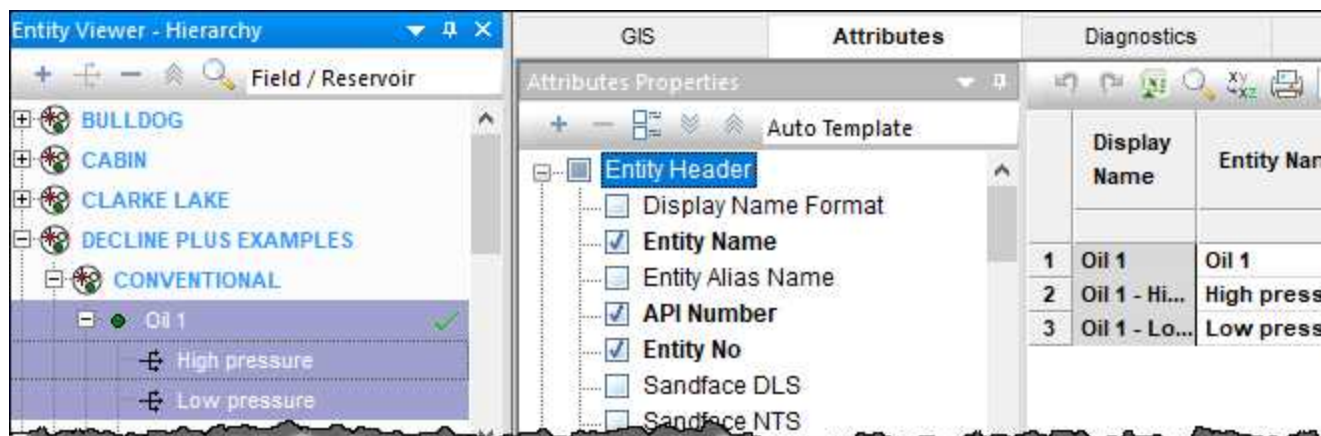 Entity Viewer - Hierarchy
Field / Reservoir
BULLDOG
CABIN
CLARKE LAKE
DECLINE PLUS EXAMPLES
CONVENTIONAL
Oil 1
High pressure
Low pressure
GIS
Attributes
Diagnostics
Attributes Properties
Auto Template
Entity Header
Display Name Format
Entity Name
Entity Alias Name
API Number
Entity No
Sandface DLS
Sandface NTS
Display
Name
Entity Nam
1 Oil 1 Oil 1
2 Oil 1 - Hi... High press
3 Oil 1 - Lo... Low press